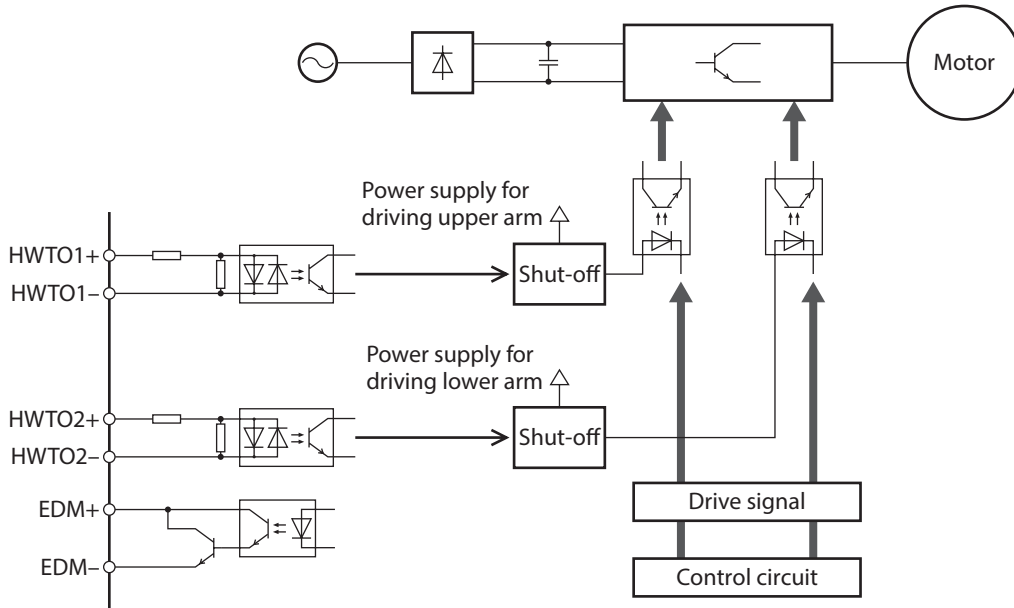 Motor
Power supply for
driving upper arm
HWTO1+
HWTO1–
Shut-off
Power supply for
driving lower arm
HWTO2+
HWTO2–
Shut-off
EDM+
EDM–
Drive signal
Control circuit